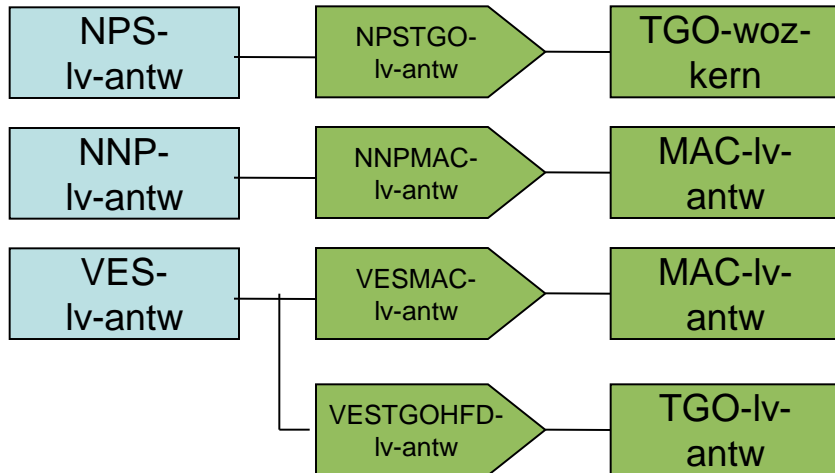 NPS-
lv-antw
NPSTGO-
lv-antw
TGO-woz-
kern
NNP-
lv-antw
NNPMAC-
lv-antw
MAC-lv-
antw
VES-
lv-antw
VESMAC-
lv-antw
MAC-lv-
antw
VESTGOHFD-
lv-antw
TGO-lv-
antw